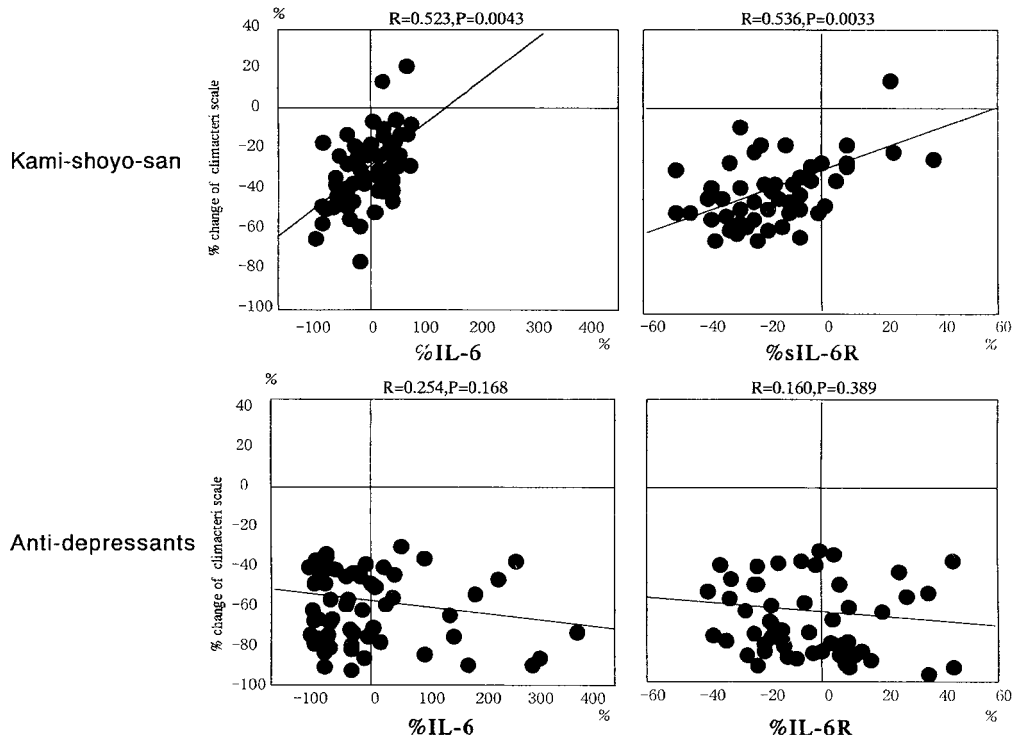 R=0.523,P=0.0043
R=0.536,P=0.0033
%
40
20
0
−20
−40
−60
−80
−100
% change of climacteri scale
Kami-shoyo-san
−100 0 100 200 300 400
%
%IL-6
−60 −40 −20 0 20 40 60
%
%sIL-6R
%
R=0.254,P=0.168
R=0.160,P=0.389
40
20
0
−20
−40
−60
−80
−100
% change of climacteri scale
Anti-depressants
−100 0 100 200 300 400
%
%IL-6
−60 −40 −20 0 20 40 60
%
%IL-6R